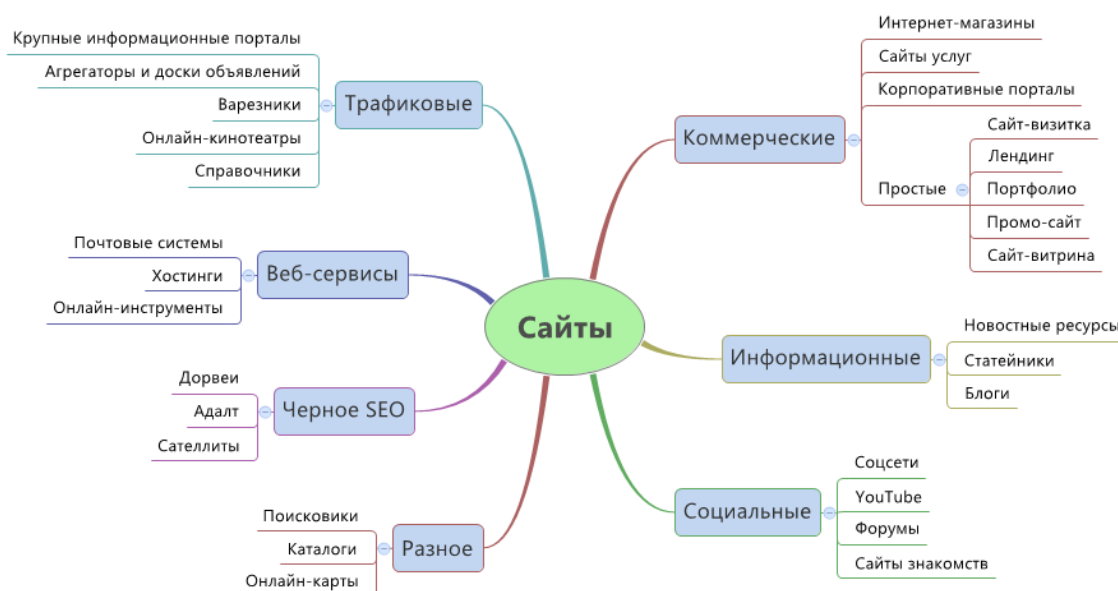 Сайты
Трафиковые
Крупные информационные порталы
Агрегаторы и доски объявлений
Варезники
Онлайн-кинотеатры
Справочники
Веб-сервисы
Почтовые системы
Хостинги
Онлайн-инструменты
Черное SEO
Дорвеи
Адалт
Сателлиты
Разное
Поисковики
Каталоги
Онлайн-карты
Коммерческие
Интернет-магазины
Сайты услуг
Корпоративные порталы
Простые
Сайт-визитка
Лендинг
Портфолио
Промо-сайт
Сайт-витрина
Информационные
Новостные ресурсы
Статейники
Блоги
Социальные
Соцсети
YouTube
Форумы
Сайты знакомств